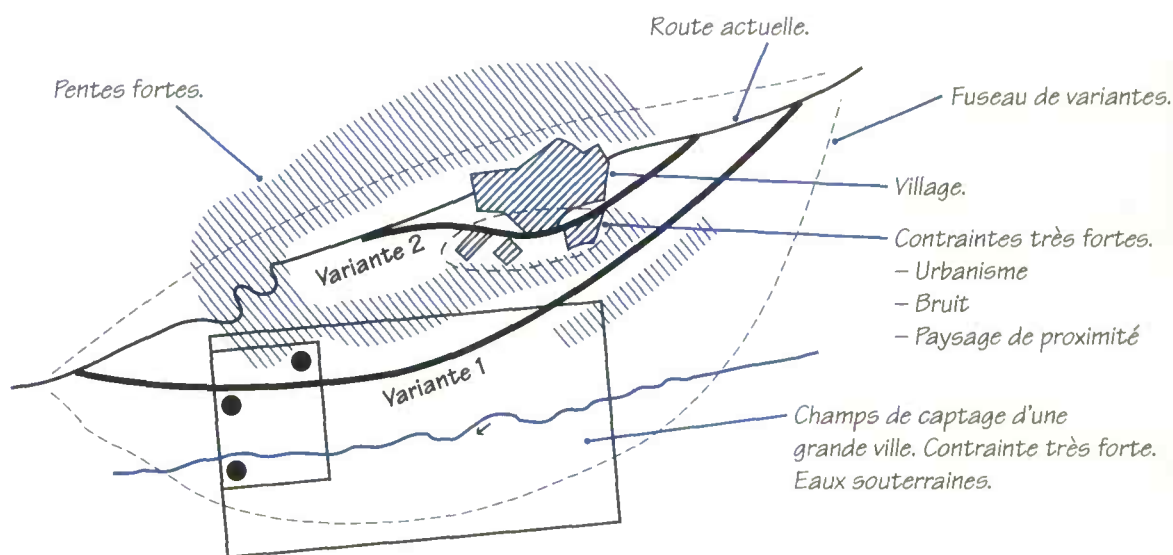 Route actuelle.
Pentes fortes.
Fuseau de variantes.
Village.
Variante 2
Contraintes très fortes.
– Urbanisme
– Bruit
– Paysage de proximité
Variante 1
Champs de captage d'une
grande ville. Contrainte très forte.
Eaux souterraines.